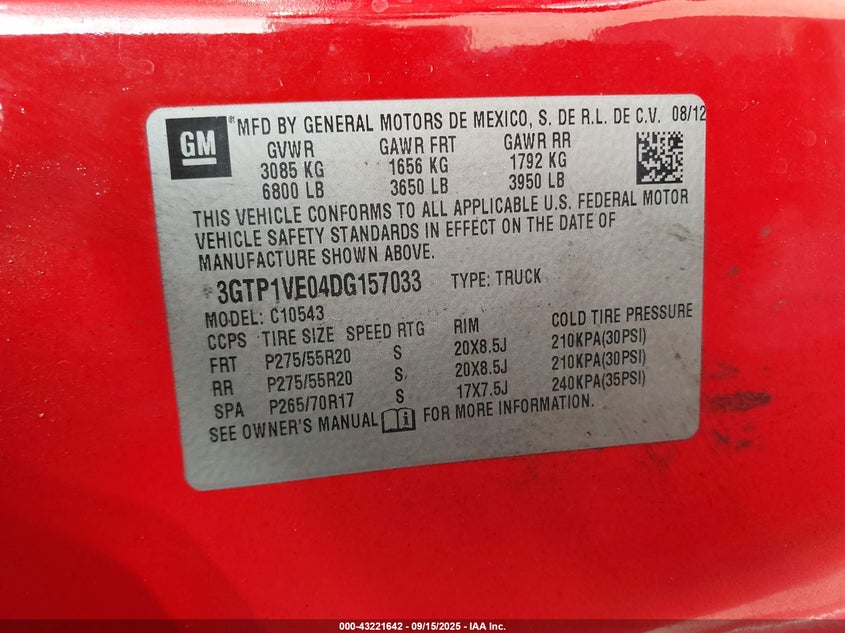 GM
® MFD BY GENERAL MOTORS DE MEXICO, S. DE R.L. DE C.V. 08/12
GVWR GAWR FRT GAWR RR
3085 KG 1656 KG 1792 KG
6800 LB 3650 LB 3950 LB
THIS VEHICLE CONFORMS TO ALL APPLICABLE U.S. FEDERAL MOTOR
VEHICLE SAFETY STANDARDS IN EFFECT ON THE DATE OF
MANUFACTURE SHOWN ABOVE.
3GTP1VE04DG157033 TYPE: TRUCK
MODEL: C10543
CCPS TIRE SIZE SPEED RTG RIM COLD TIRE PRESSURE
FRT P275/55R20 S 20X8.5J 210KPA(30PSI)
RR P275/55R20 S 20X8.5J 210KPA(30PSI)
SPA P265/70R17 S 17X7.5J 240KPA(35PSI)
SEE OWNER'S MANUAL FOR MORE INFORMATION.
000-43221642 - 09/15/2025 - IAA Inc.